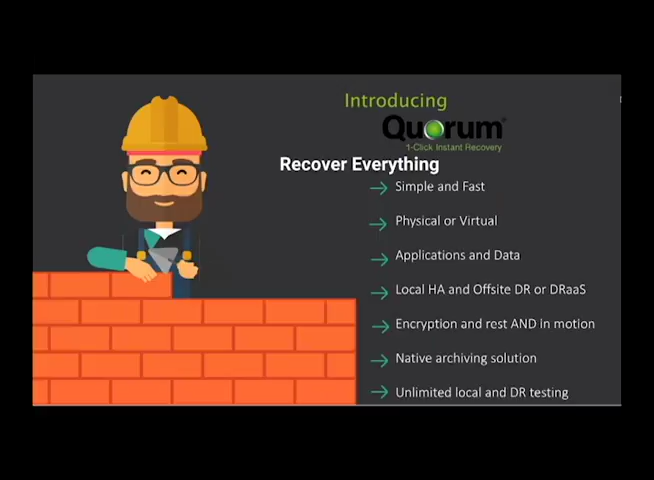 Introducing
Quorum®
1-Click Instant Recovery
Recover Everything
Simple and Fast
Physical or Virtual
Applications and Data
Local HA and Offsite DR or DRaaS
Encryption and rest AND in motion
Native archiving solution
Unlimited local and DR testing